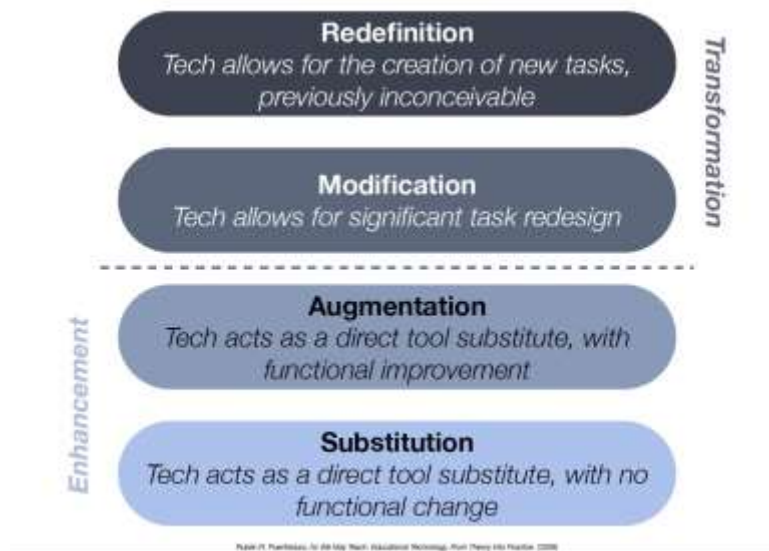 Redefinition
Tech allows for the creation of new tasks,
previously inconceivable
Transformation
Modification
Tech allows for significant task redesign
Augmentation
Tech acts as a direct tool substitute, with
functional improvement
Enhancement
Substitution
Tech acts as a direct tool substitute, with no
functional change